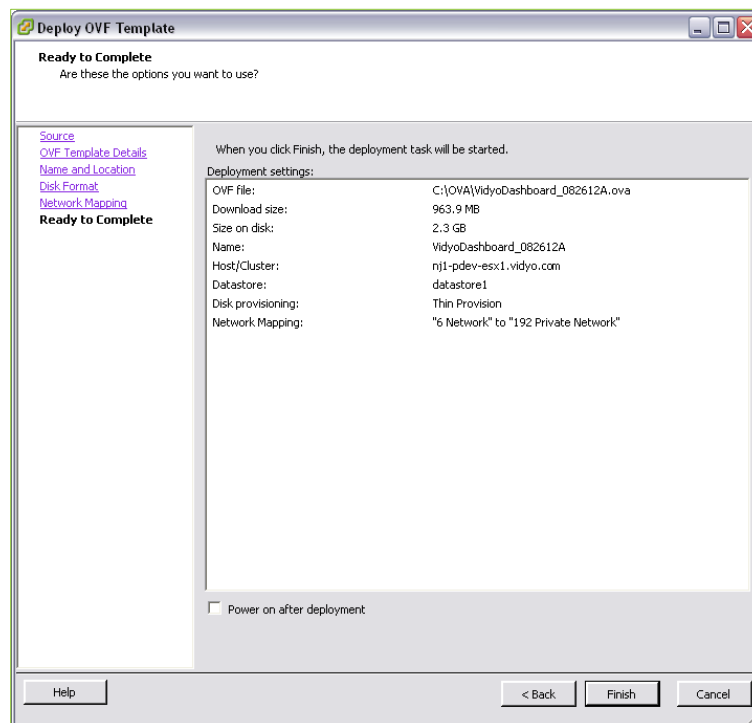 Deploy OVF Template
Ready to Complete
Are these the options you want to use?
Source
OVF Template Details
Name and Location
Disk Format
Network Mapping
Ready to Complete
When you click Finish, the deployment task will be started.
Deployment settings:
OVF file: C:\OVA\VidyoDashboard_082612A.ova
Download size: 963.9 MB
Size on disk: 2.3 GB
Name: VidyoDashboard_082612A
Host/Cluster: nj1-pdev-esx1.vidyo.com
Datastore: datastore1
Disk provisioning: Thin Provision
Network Mapping: "6 Network" to "192 Private Network"
Power on after deployment
Help
< Back
Finish
Cancel